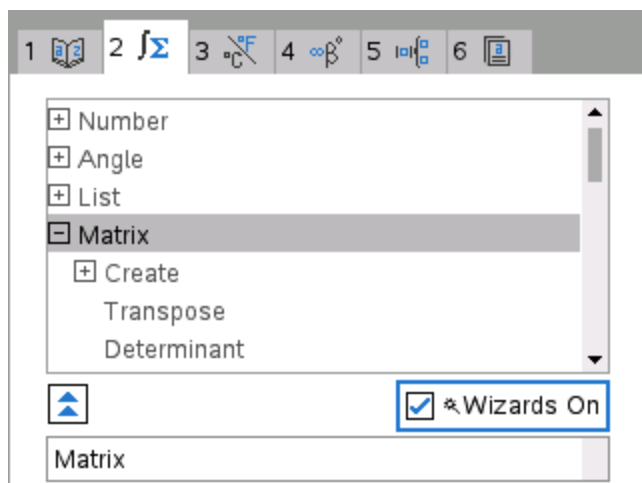 1 2 ∫Σ 3 °C °F 4 ∞β° 5 6 a
Number
Angle
List
Matrix
Create
Transpose
Determinant
Wizards On
Matrix